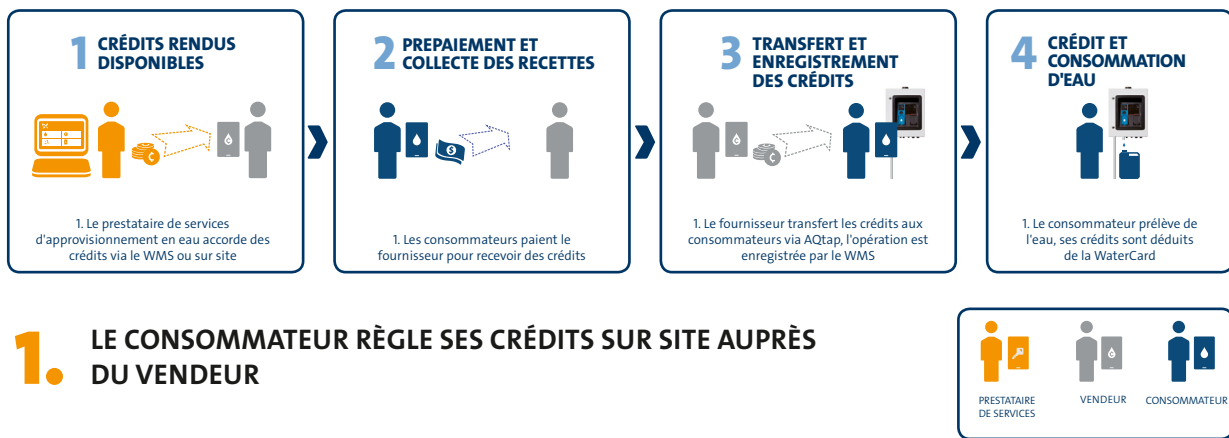 1 CRÉDITS RENDUS
DISPONIBLES
1. Le prestataire de services
d'approvisionnement en eau accorde des
crédits via le WMS ou sur site
2 PREPAIEMENT ET
COLLECTE DES RECETTES
1. Les consommateurs paient le
fournisseur pour recevoir des crédits
3 TRANSFERT ET
ENREGISTREMENT
DES CRÉDITS
1. Le fournisseur transfert les crédits aux
consommateurs via AQtap, l'opération est
enregistrée par le WMS
4 CRÉDIT ET
CONSOMMATION
D'EAU
1. Le consommateur prélève de
l'eau, ses crédits sont déduits
de la WaterCard
1. LE CONSOMMATEUR RÈGLE SES CRÉDITS SUR SITE AUPRÈS
DU VENDEUR
PRESTATAIRE
DE SERVICES
VENDEUR
CONSOMMATEUR